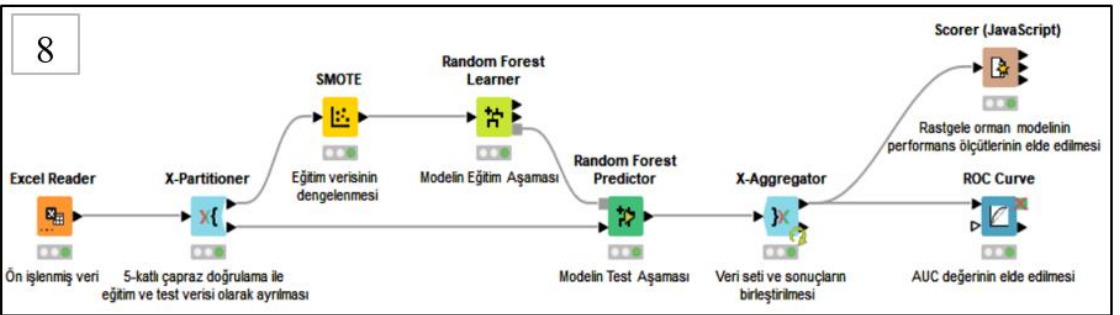 8
Excel Reader
Ön işlenmiş veri
X-Partitioner
5-katlı çapraz doğrulama ile
eğitim ve test verisi olarak ayrılması
SMOTE
Eğitim verisinin
dengelenmesi
Random Forest
Learner
Modelin Eğitim Aşaması
Random Forest
Predictor
Modelin Test Aşaması
X-Aggregator
Veri seti ve sonuçların
birleştirilmesi
Scorer (JavaScript)
Rastgele orman modelinin
performans ölçütlerinin elde edilmesi
ROC Curve
AUC değerinin elde edilmesi